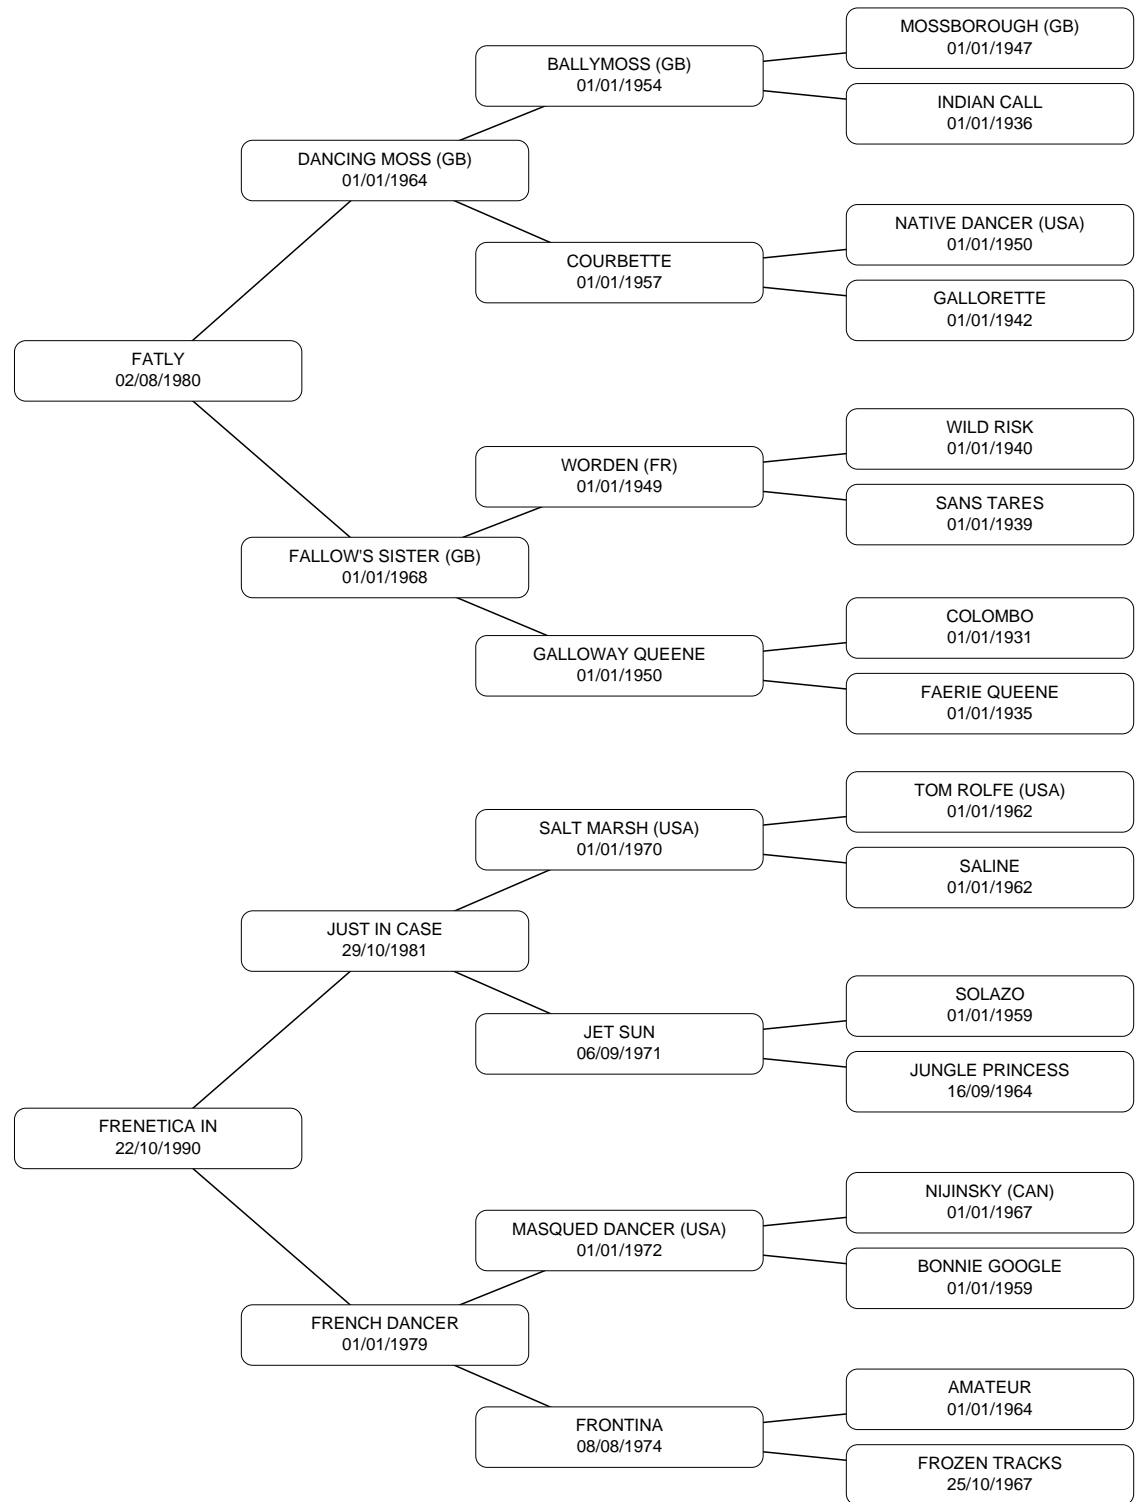 MOSSBOROUGH (GB)
01/01/1947
BALLYMOSS (GB)
01/01/1954
INDIAN CALL
01/01/1936
DANCING MOSS (GB)
01/01/1964
NATIVE DANCER (USA)
01/01/1950
COURBETTE
01/01/1957
GALLORETTE
01/01/1942
FATLY
02/08/1980
WILD RISK
01/01/1940
WORDEN (FR)
01/01/1949
SANS TARES
01/01/1939
FALLOW'S SISTER (GB)
01/01/1968
COLOMBO
01/01/1931
GALLOWAY QUEENE
01/01/1950
FAERIE QUEENE
01/01/1935
TOM ROLFE (USA)
01/01/1962
SALT MARSH (USA)
01/01/1970
SALINE
01/01/1962
JUST IN CASE
29/10/1981
SOLAZO
01/01/1959
JET SUN
06/09/1971
JUNGLE PRINCESS
16/09/1964
FRENETICA IN
22/10/1990
NIJINSKY (CAN)
01/01/1967
MASQUED DANCER (USA)
01/01/1972
BONNIE GOOGLE
01/01/1959
FRENCH DANCER
01/01/1979
AMATEUR
01/01/1964
FRONTINA
08/08/1974
FROZEN TRACKS
25/10/1967